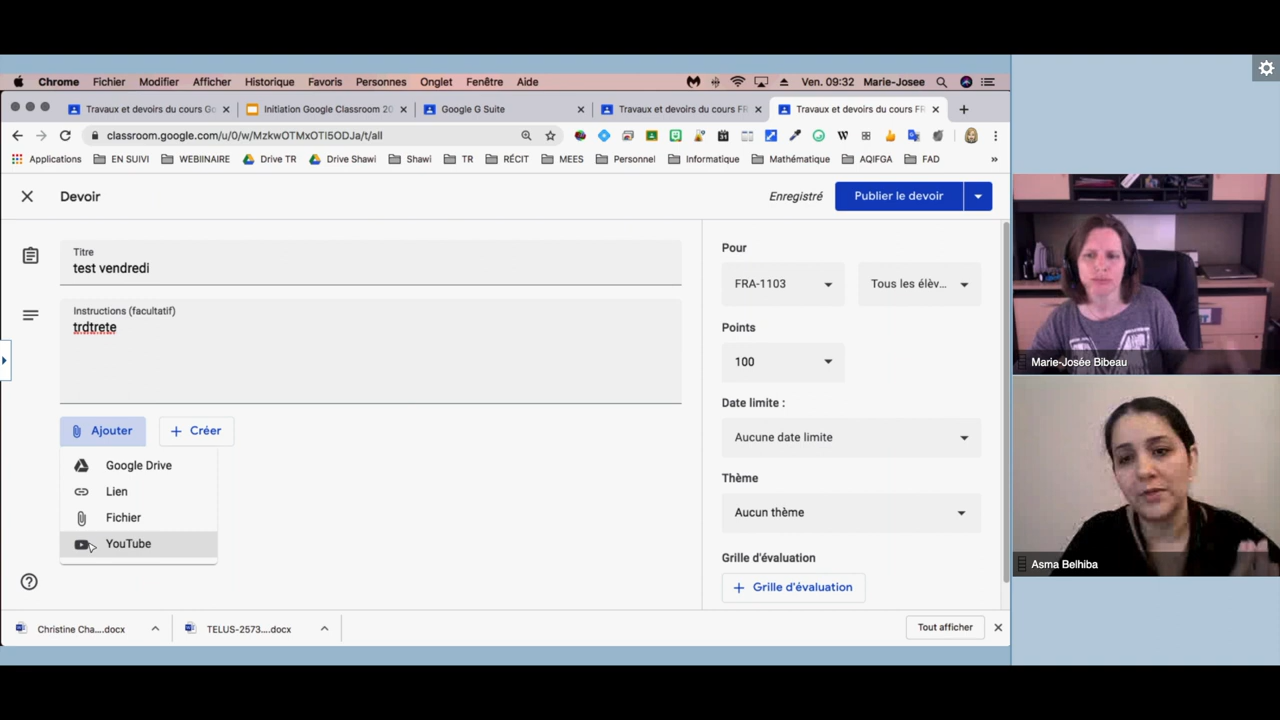 Chrome Fichier Modifier Afficher Historique Favoris Personnes Onglet Fenêtre Aide Ven. 09:32 Marie-Josee
Travaux et devoirs du cours Ge Initiation Google Classroom 20 Google G Suite Travaux et devoirs du cours FR Travaux et devoirs du cours FR
classroom.google.com/u/0/w/MzkwOTMxOTI5ODJa/t/all
Applications EN SUIVI WEBINNAIRE Drive TR Drive Shawi Shawi TR RÉCIT MEES Personnel Informatique Mathématique AQIFGA FAD »
Devoir
Enregistré
Publier le devoir
Titre
test vendredi
Instructions (facultatif)
trdtrete
Ajouter
+ Créer
Google Drive
Lien
Fichier
YouTube
Pour
FRA-1103
Tous les élèv...
Points
100
Date limite :
Aucune date limite
Thème
Aucun thème
Grille d'évaluation
+ Grille d'évaluation
Christine Cha....docx
TELUS-2573....docx
Tout afficher
Marie-Josée Bibeau
Asma Belhiba